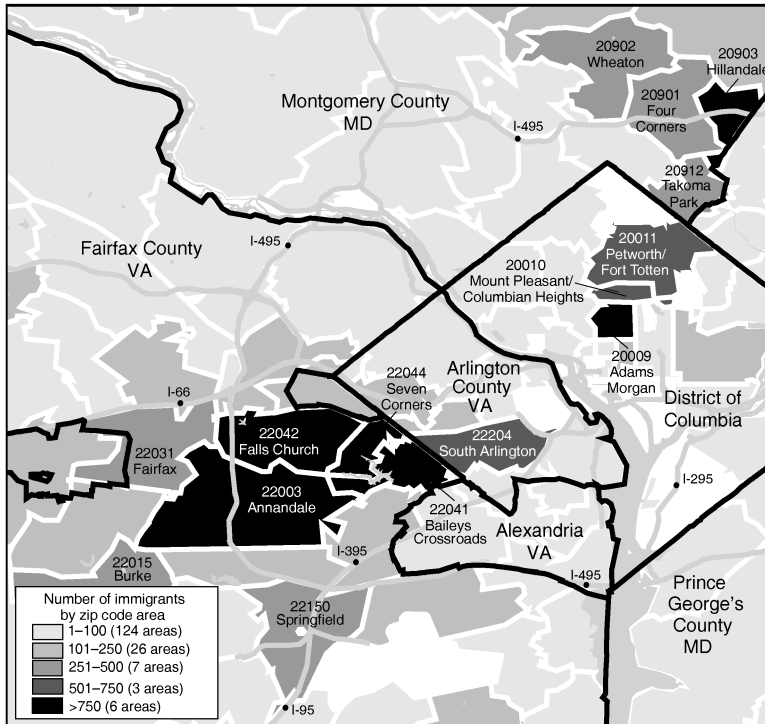 20902
Wheaton
20903
Hillandale
20901
Four
Corners
Montgomery County
MD
I-495
20912
Takoma
Park
Fairfax County
VA
I-495
20011
Petworth/
Fort Totten
20010
Mount Pleasant/
Columbian Heights
20009
Adams
Morgan
22044
Seven
Corners
Arlington
County
VA
District of
Columbia
I-66
22042
Falls Church
22204
South Arlington
22031
Fairfax
I-295
22003
Annandale
22041
Baileys
Crossroads
Alexandria
VA
I-395
22015
Burke
I-495
Prince
George's
County
MD
22150
Springfield
I-95
Number of immigrants
by zip code area
1–100 (124 areas)
101–250 (26 areas)
251–500 (7 areas)
501–750 (3 areas)
>750 (6 areas)